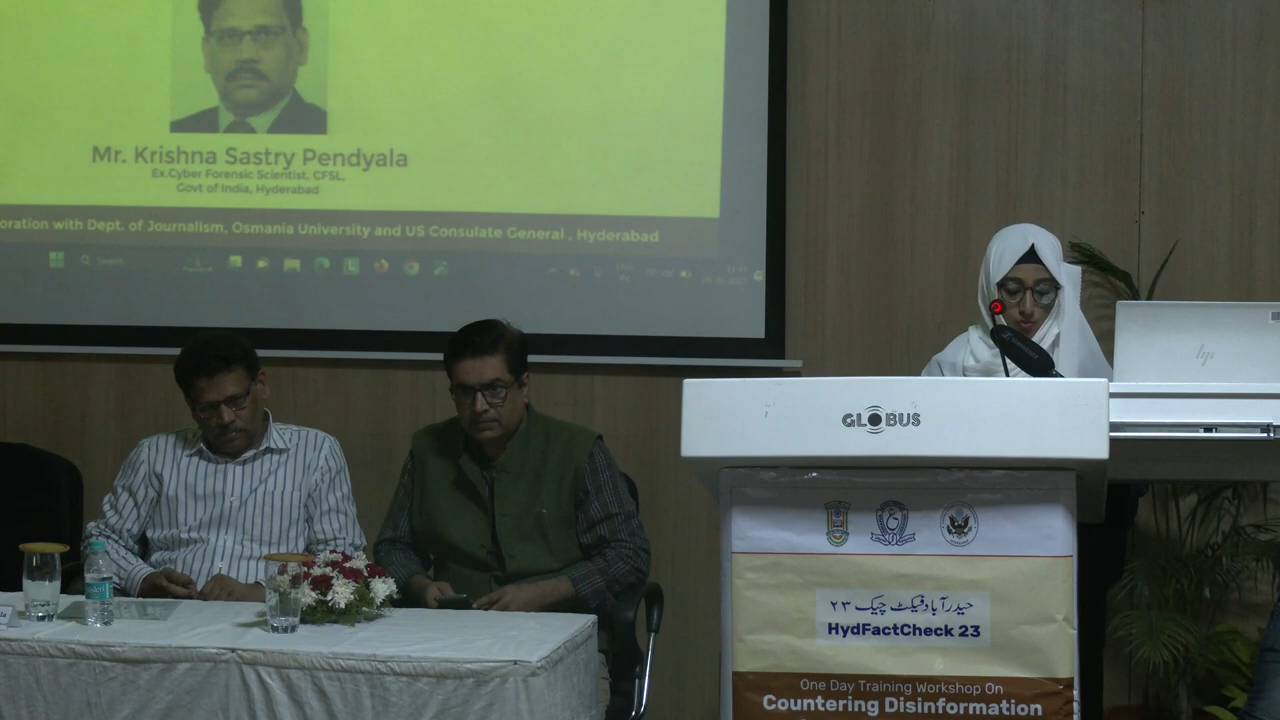 Mr. Krishna Sastry Pendyala
Ex.Cyber Forensic Scientist, CFSL,
Govt of India, Hyderabad
oration with Dept. of Journalism, Osmania University and US Consulate General , Hyderabad
Search
GLOBUS
hp
حیدرآباد فیکٹ چیک ۲۳
HydFactCheck 23
One Day Training Workshop On
Countering Disinformation